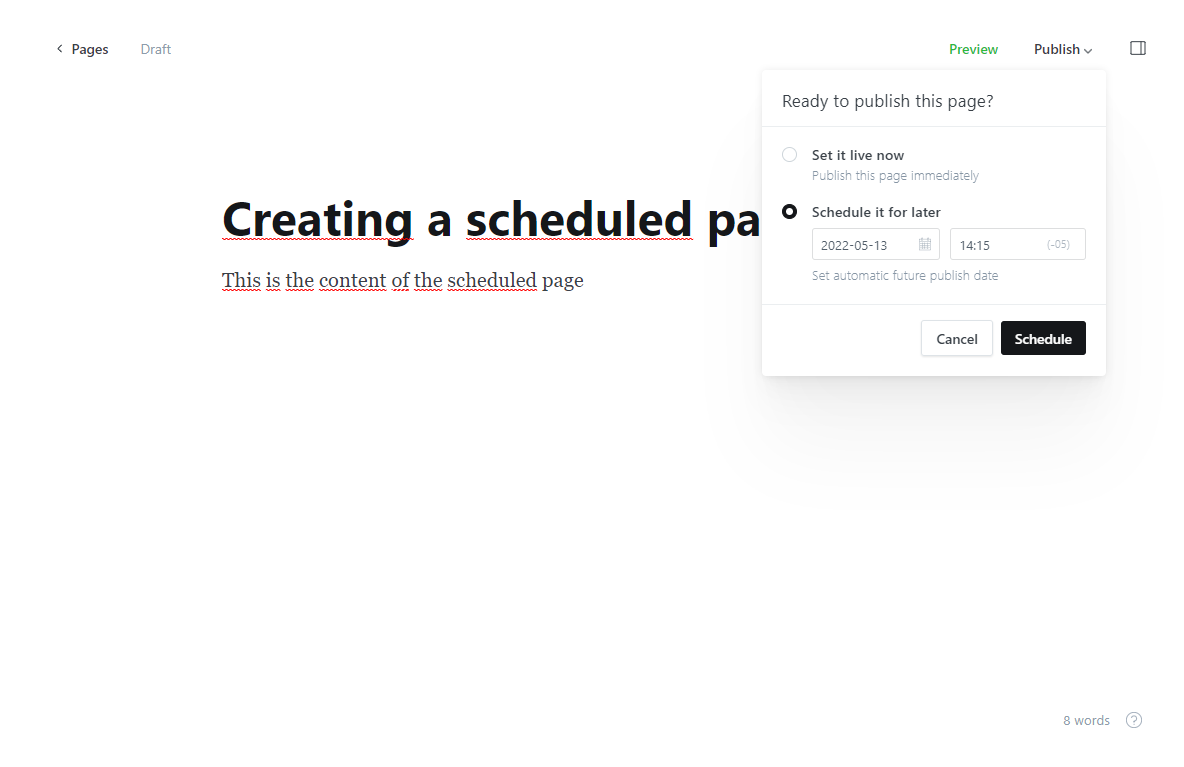 Pages Draft Preview Publish
Ready to publish this page?
Set it live now
Publish this page immediately
Schedule it for later
2022-05-13 14:15 (-05)
Set automatic future publish date
Cancel Schedule
Creating a scheduled pa
This is the content of the scheduled page
8 words ?